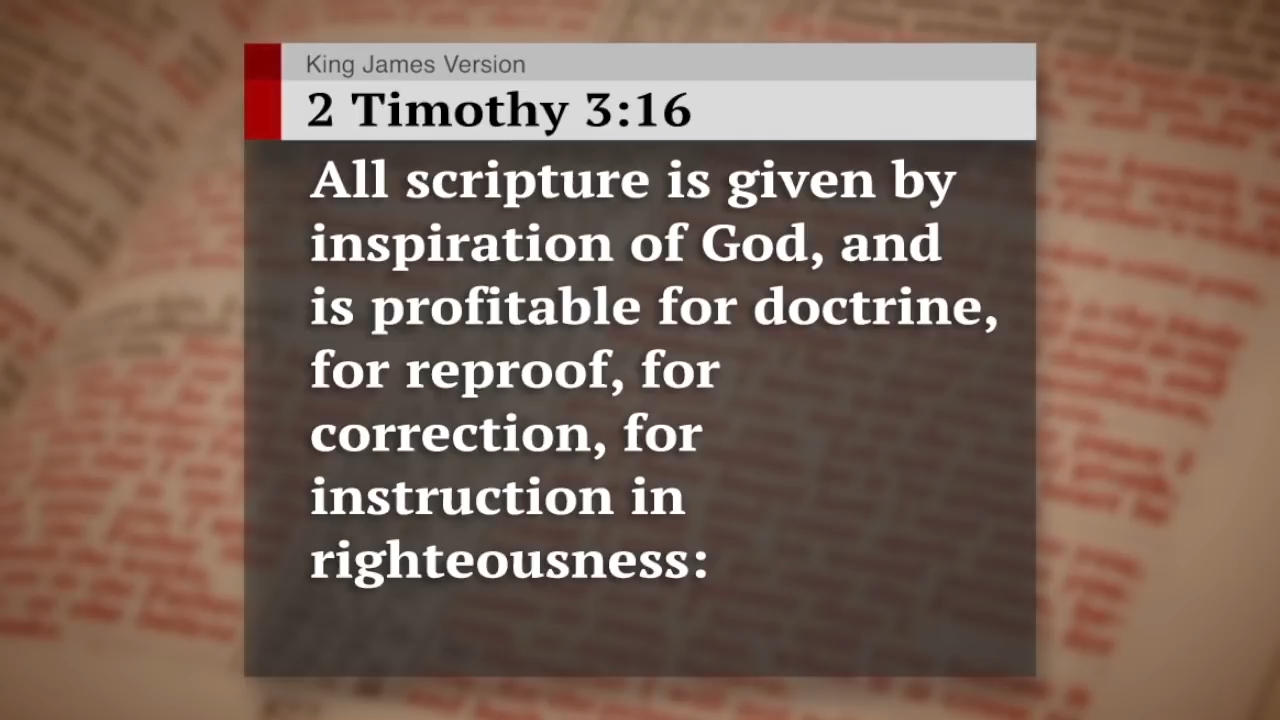 King James Version
2 Timothy 3:16
All scripture is given by
inspiration of God, and
is profitable for doctrine,
for reproof, for
correction, for
instruction in
righteousness: